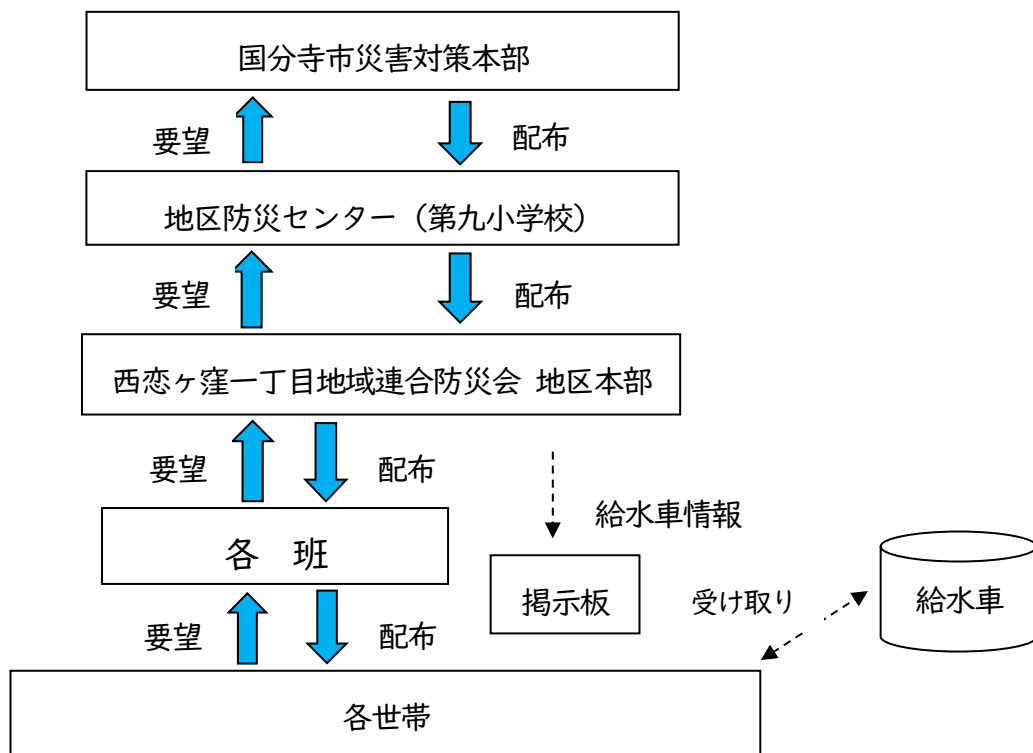 国分寺市災害対策本部
要望
配布
地区防災センター（第九小学校）
要望
配布
西恋ヶ窪一丁目地域連合防災会 地区本部
要望
配布
給水車情報
各 班
掲示板
受け取り
給水車
要望
配布
各世帯